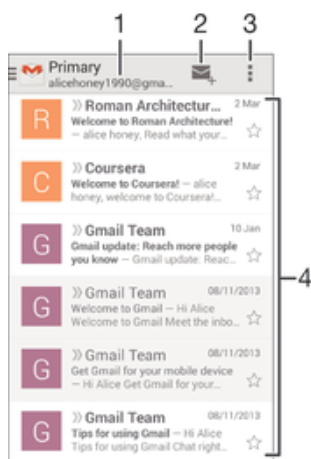 1 2 3
Primary
alicehoney1990@gma...
R
» Roman Architectur... 2 Mar
Welcome to Roman Architecture!
– alice honey, Read what your...
C
» Coursera 2 Mar
Welcome to Coursera! – alice
honey, welcome to Coursera!...
G
» Gmail Team 10 Jan
Gmail update: Reach more people
you know – Gmail update: Reac...
4
G
» Gmail Team 08/11/2013
Welcome to Gmail – Hi Alice
Welcome to Gmail Meet the inbo...
G
» Gmail Team 08/11/2013
Get Gmail for your mobile device
– Hi Alice Get Gmail for your...
G
» Gmail Team 08/11/2013
Tips for using Gmail – Hi Alice
Tips for using Gmail Chat right...